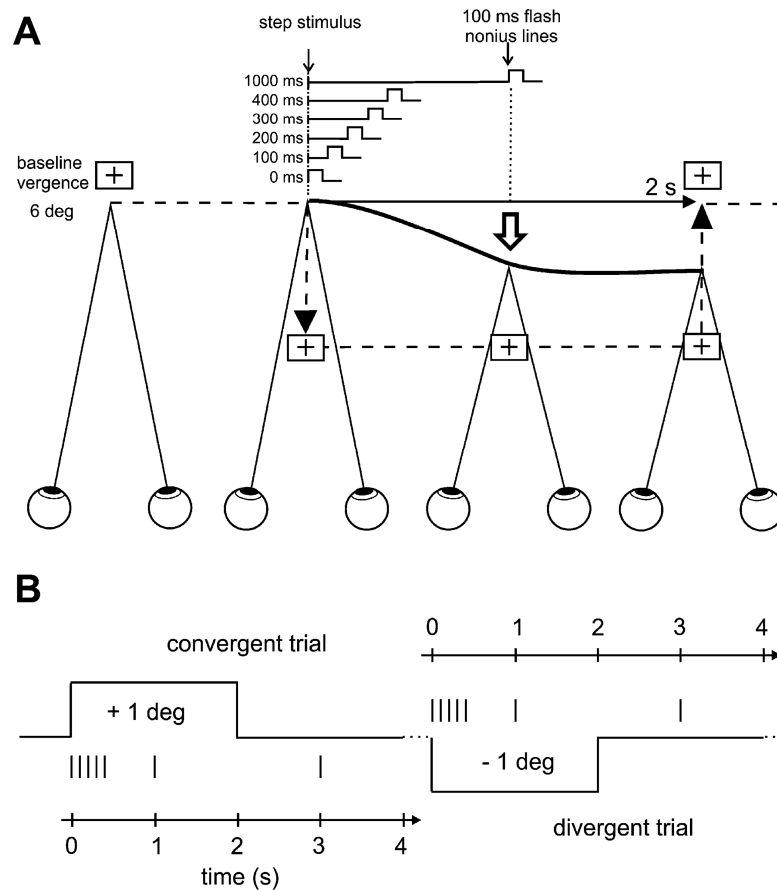 A
step stimulus
100 ms flash
nonius lines
1000 ms
400 ms
300 ms
200 ms
100 ms
0 ms
baseline
vergence
6 deg
2 s
B
convergent trial
0 1 2 3 4
+ 1 deg
- 1 deg
0 1 2 3 4
time (s)
divergent trial